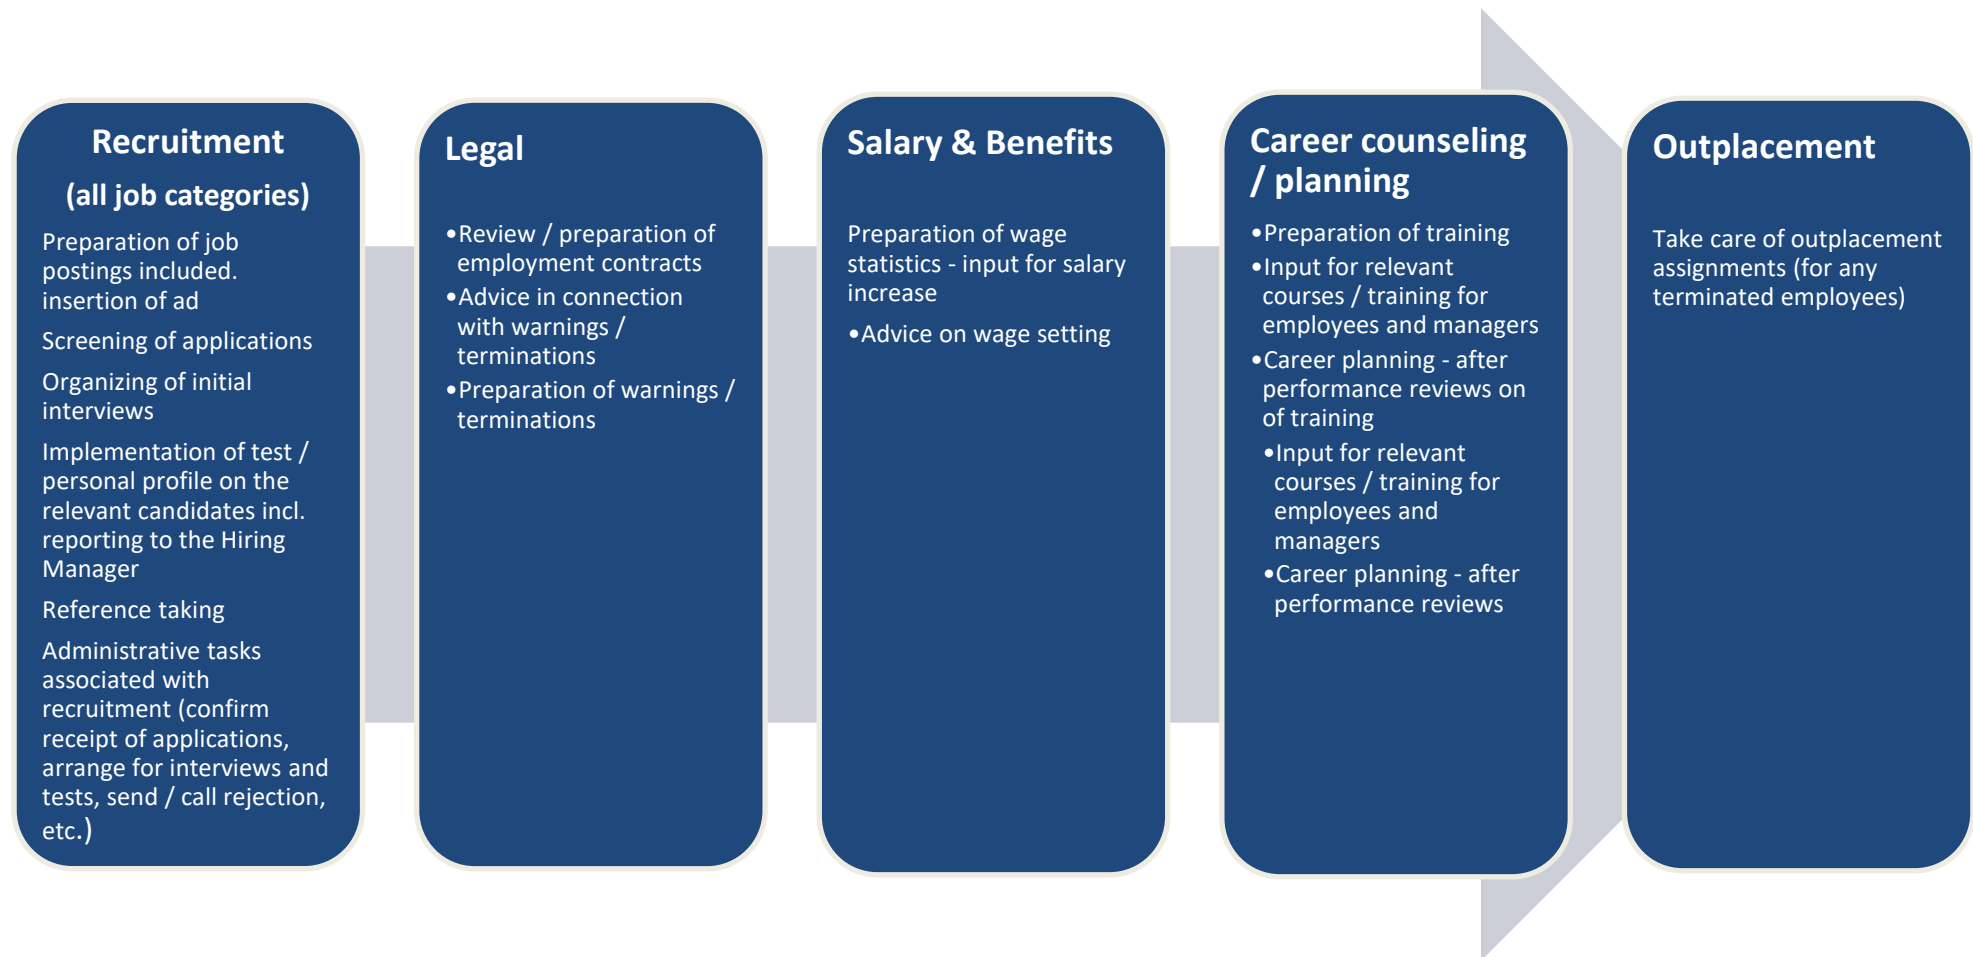 Recruitment
(all job categories)
Preparation of job
postings included.
insertion of ad
Screening of applications
Organizing of initial
interviews
Implementation of test /
personal profile on the
relevant candidates incl.
reporting to the Hiring
Manager
Reference taking
Administrative tasks
associated with
recruitment (confirm
receipt of applications,
arrange for interviews and
tests, send / call rejection,
etc.)
Legal
•Review / preparation of
employment contracts
•Advice in connection
with warnings /
terminations
•Preparation of warnings /
terminations
Salary & Benefits
Preparation of wage
statistics - input for salary
increase
•Advice on wage setting
Career counseling
/ planning
•Preparation of training
•Input for relevant
courses / training for
employees and managers
•Career planning - after
performance reviews on
of training
•Input for relevant
courses / training for
employees and
managers
•Career planning - after
performance reviews
Outplacement
Take care of outplacement
assignments (for any
terminated employees)